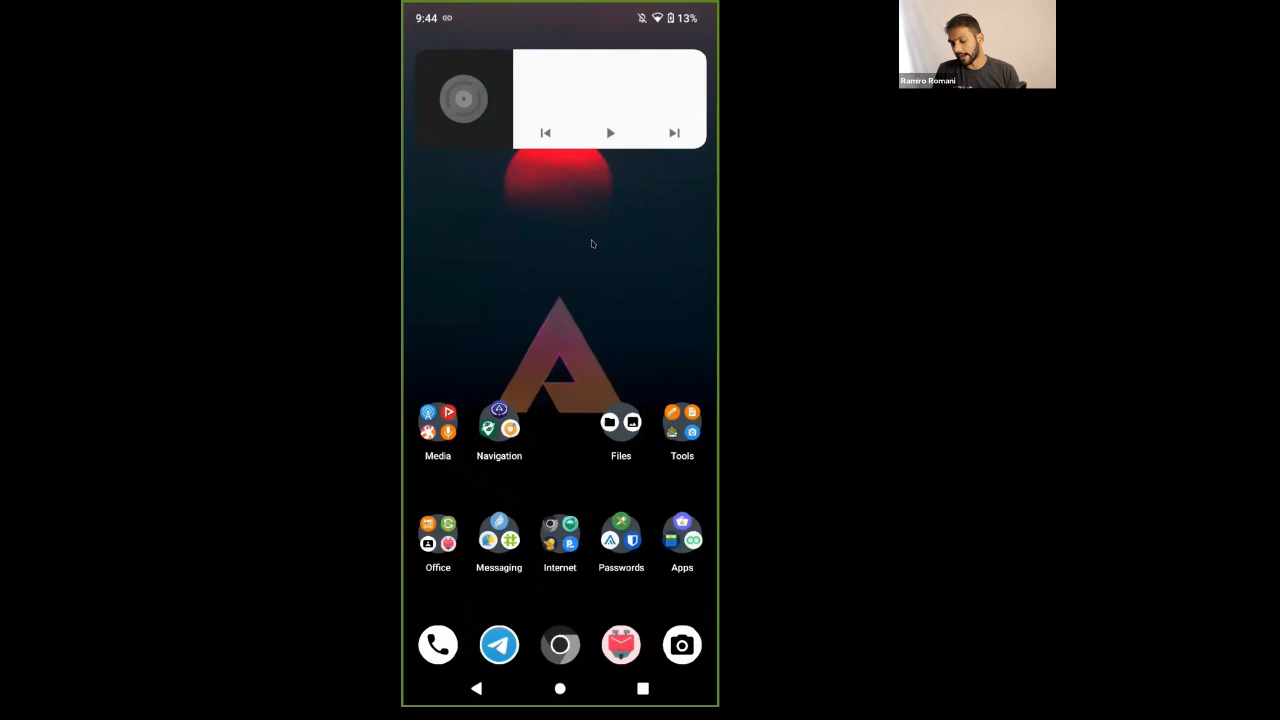 9:44
13%
Ramiro Romani
Media
Navigation
Files
Tools
Office
Messaging
Internet
Passwords
Apps